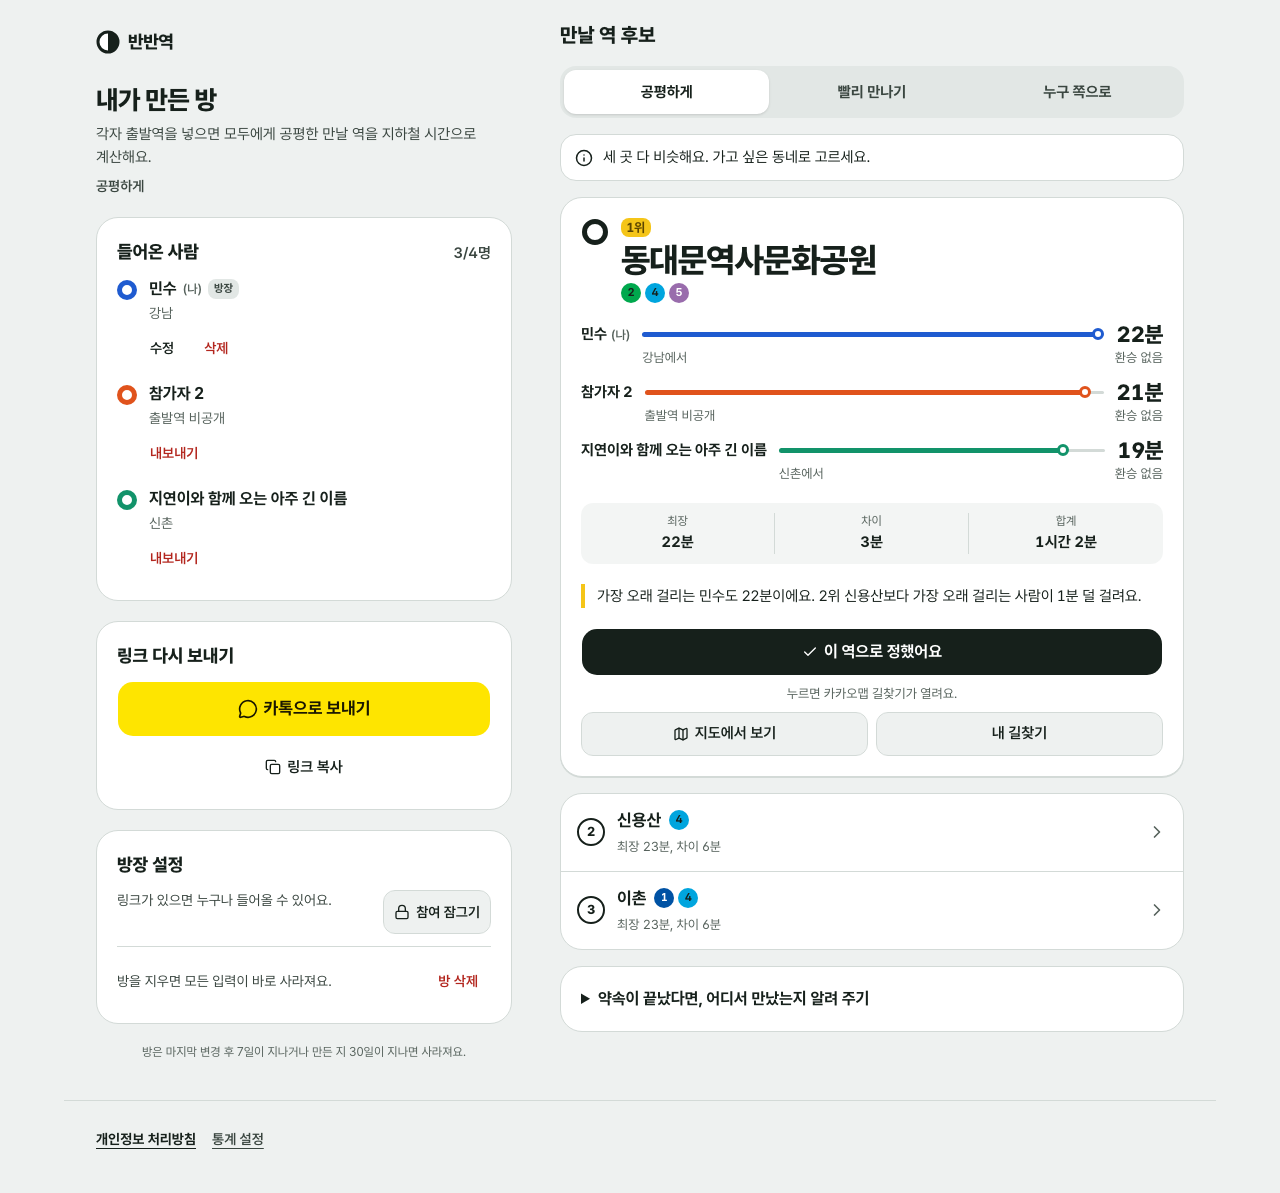 반반역
내가 만든 방
각자 출발역을 넣으면 모두에게 공평한 만날 역을 지하철 시간으로
계산해요.
공평하게
들어온 사람 3/4명
민수 (나) 방장
강남
수정 삭제
참가자 2
출발역 비공개
내보내기
지연이와 함께 오는 아주 긴 이름
신촌
내보내기
링크 다시 보내기
카톡으로 보내기
링크 복사
방장 설정
링크가 있으면 누구나 들어올 수 있어요. 참여 잠그기
방을 지우면 모든 입력이 바로 사라져요. 방 삭제
방은 마지막 변경 후 7일이 지나거나 만든 지 30일이 지나면 사라져요.
만날 역 후보
공평하게 빨리 만나기 누구 쪽으로
세 곳 다 비슷해요. 가고 싶은 동네로 고르세요.
1위
동대문역사문화공원
2 4 5
민수 (나) 22분
강남에서 환승 없음
참가자 2 21분
출발역 비공개 환승 없음
지연이와 함께 오는 아주 긴 이름 19분
신촌에서 환승 없음
최장 차이 합계
22분 3분 1시간 2분
가장 오래 걸리는 민수도 22분이에요. 2위 신용산보다 가장 오래 걸리는 사람이 1분 덜 걸려요.
이 역으로 정했어요
누르면 카카오맵 길찾기가 열려요.
지도에서 보기 내 길찾기
2 신용산 4
최장 23분, 차이 6분
3 이촌 1 4
최장 23분, 차이 6분
약속이 끝났다면, 어디서 만났는지 알려 주기
개인정보 처리방침 통계 설정